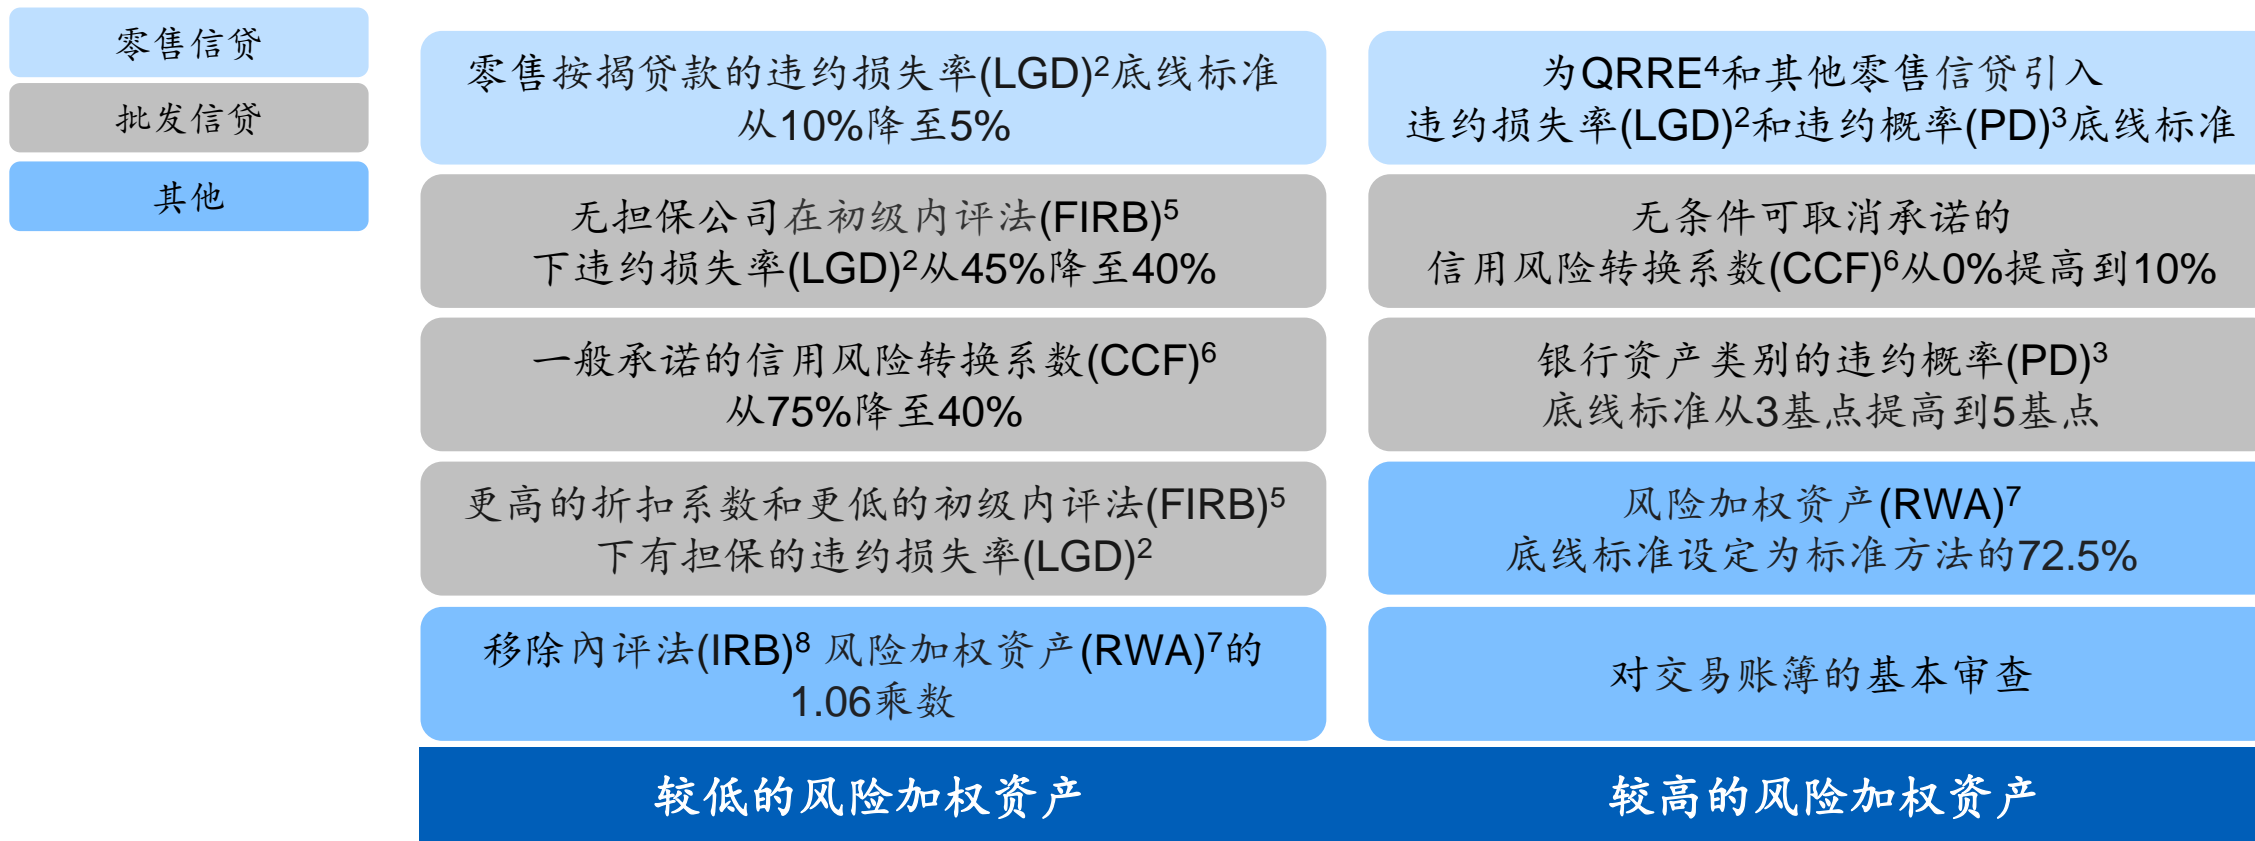 零售信贷
批发信贷
其他
零售按揭贷款的违约损失率(LGD)²底线标准
从10%降至5%
无担保公司在初级内评法(FIRB)⁵
下违约损失率(LGD)²从45%降至40%
一般承诺的信用风险转换系数(CCF)⁶
从75%降至40%
更高的折扣系数和更低的初级内评法(FIRB)⁵
下有担保的违约损失率(LGD)²
移除內评法(IRB)⁸ 风险加权资产(RWA)⁷的
1.06乘数
较低的风险加权资产
为QRRE⁴和其他零售信贷引入
违约损失率(LGD)²和违约概率(PD)³底线标准
无条件可取消承诺的
信用风险转换系数(CCF)⁶从0%提高到10%
银行资产类别的违约概率(PD)³
底线标准从3基点提高到5基点
风险加权资产(RWA)⁷
底线标准设定为标准方法的72.5%
对交易账簿的基本审查
较高的风险加权资产